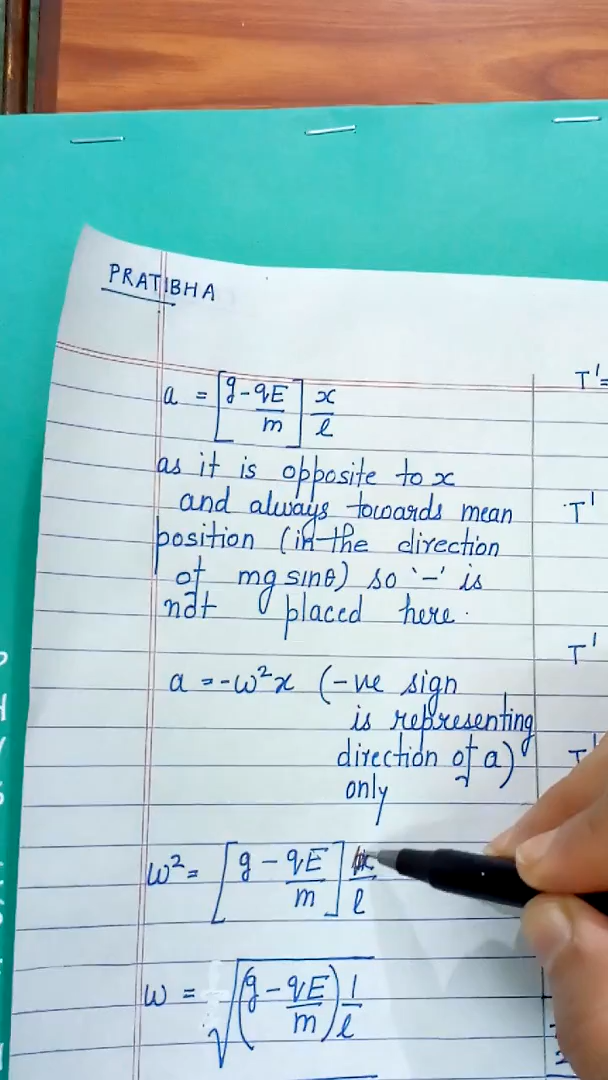 PRATIBHA
a = [g - qE/m] x/l
as it is opposite to x
and always towards mean
position (in the direction
of mg sinθ) so '-' is
not placed here.
a = -ω²x (-ve sign
is representing
direction of a)
only
ω² = [g - qE/m] /l
ω = √((g - qE/m) 1/l)
T' =
T'
T'
T'